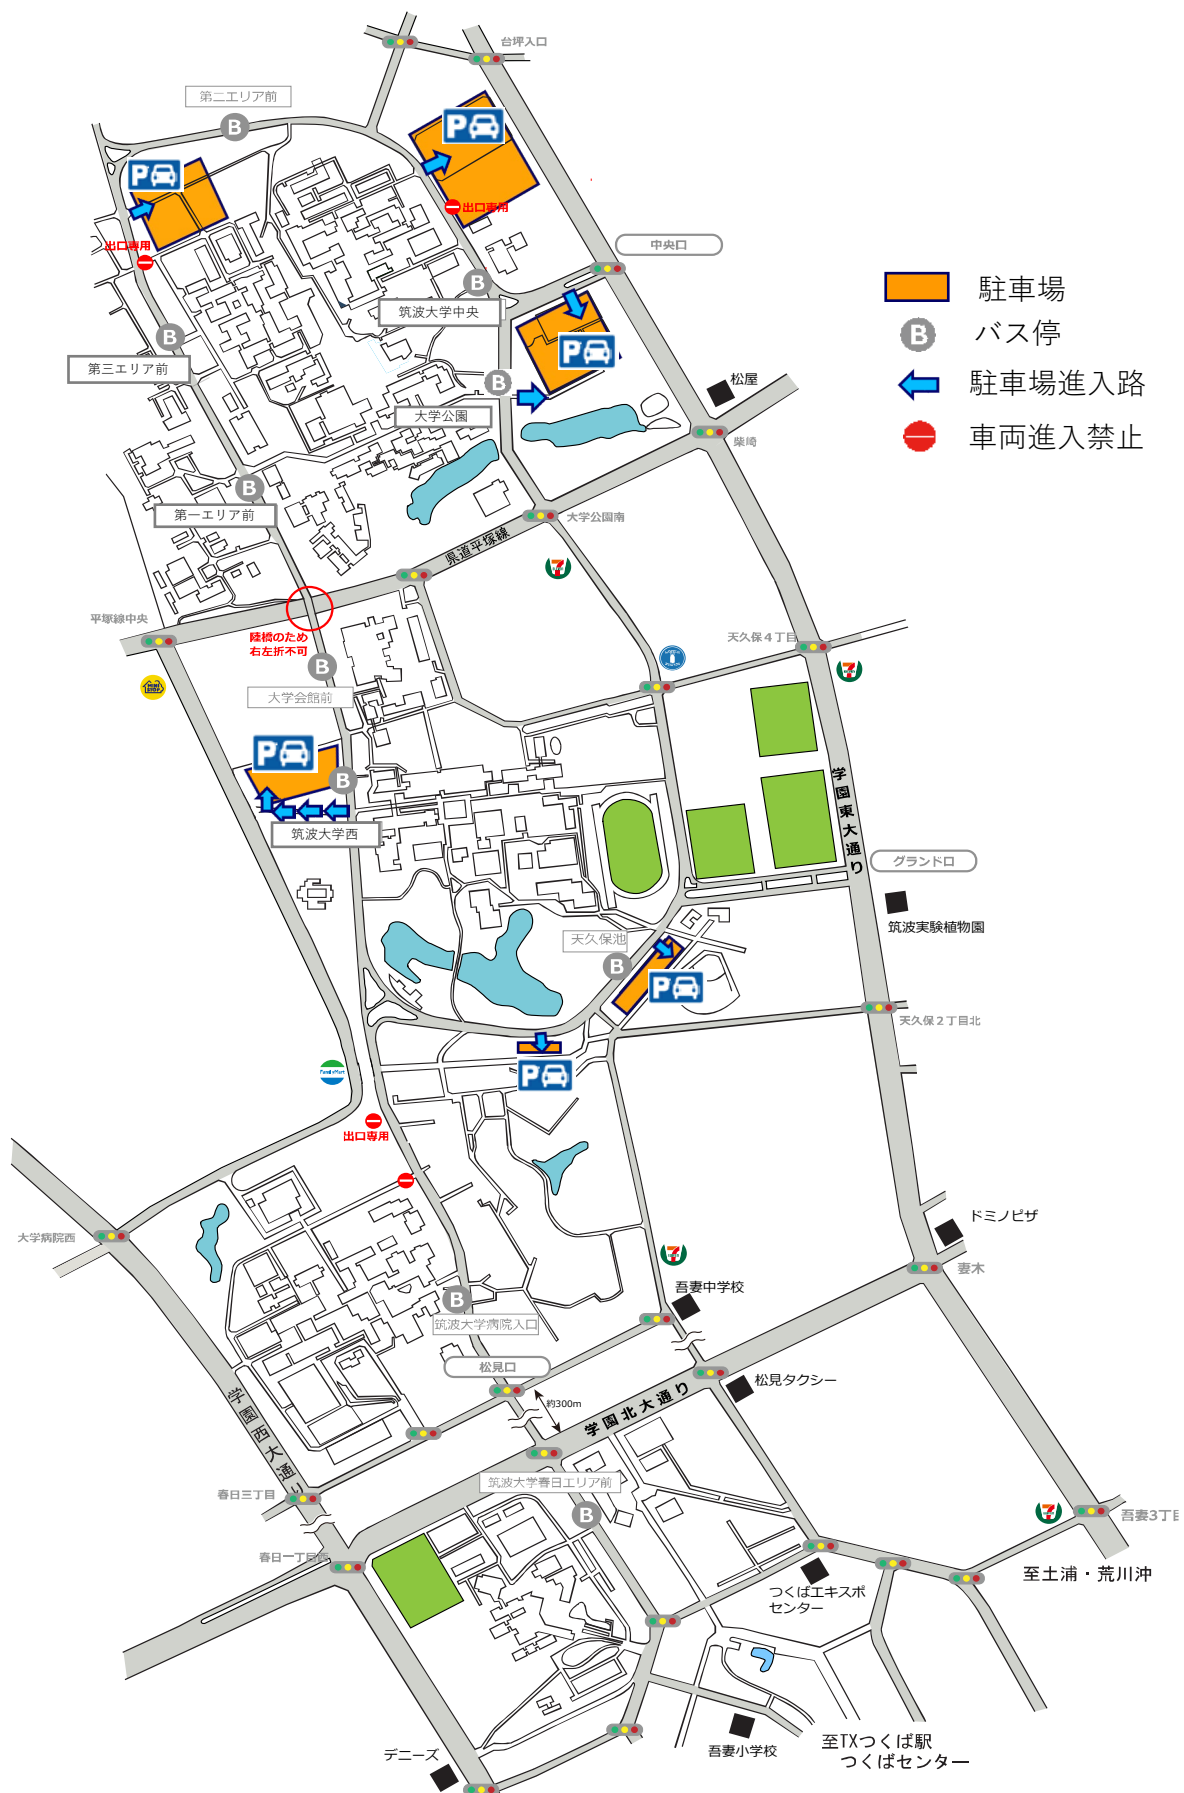 台坪入口
第二エリア前
B
P
P
出口専用
出口専用
中央口
B
筑波大学中央
駐車場
B
バス停
B
第三エリア前
P
B
大学公園
駐車場進入路
松屋
車両進入禁止
柴崎
B
第一エリア前
大学公園南
県道平塚線
7
平塚線中央
陸橋のため
右左折不可
天久保4丁目
7
MINI
STOP
B
大学会館前
P
B
筑波大学西
学園東大通り
グランド口
筑波実験植物園
天久保池
B
P
天久保2丁目北
P
FamilyMart
出口専用
大学病院西
ドミノピザ
妻木
7
吾妻中学校
B
筑波大学病院入口
松見口
約300m
松見タクシー
学園北大通り
学園西大通り
筑波大学春日エリア前
B
春日三丁目
7
吾妻3丁目
春日一丁目西
至土浦・荒川沖
つくばエキスポ
センター
デニーズ
吾妻小学校
至TXつくば駅
つくばセンター